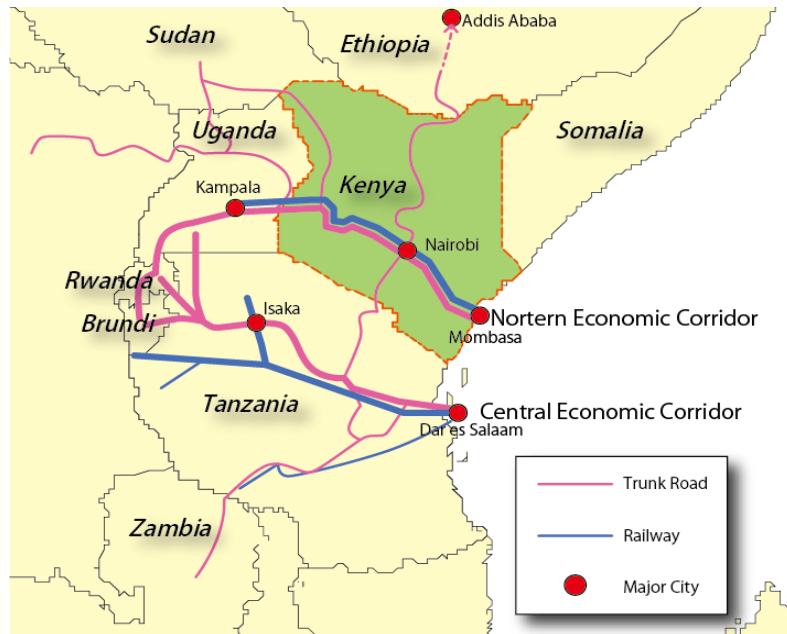 Addis Ababa
Sudan
Ethiopia
Uganda
Somalia
Kampala
Kenya
Nairobi
Rwanda
Isaka
Brundi
Nortern Economic Corridor
Mombasa
Tanzania
Central Economic Corridor
Dar es Salaam
Trunk Road
Zambia
Railway
Major City